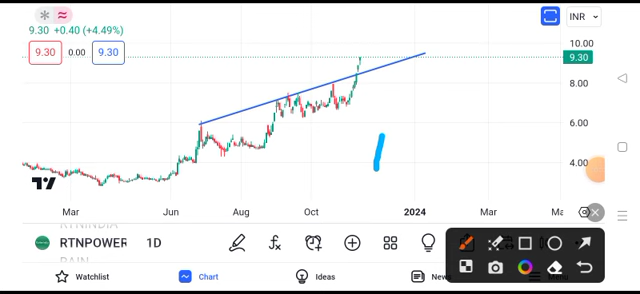 INR
9.30 +0.40 (+4.49%)
9.30 0.00 9.30
10.00
9.30
8.00
6.00
4.00
Mar Jun Aug Oct 2024 Mar
RTNPOWER 1D
Watchlist Chart Ideas News